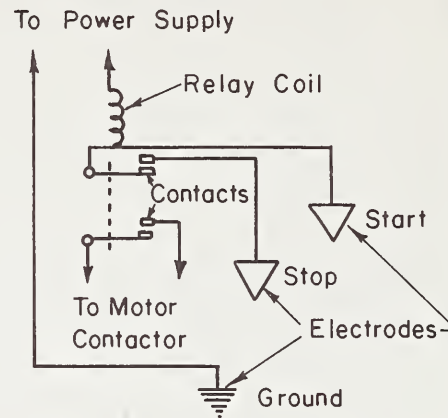 To Power Supply
Relay Coil
Contacts
Start
Stop
To Motor
Contactor
Electrodes
Ground